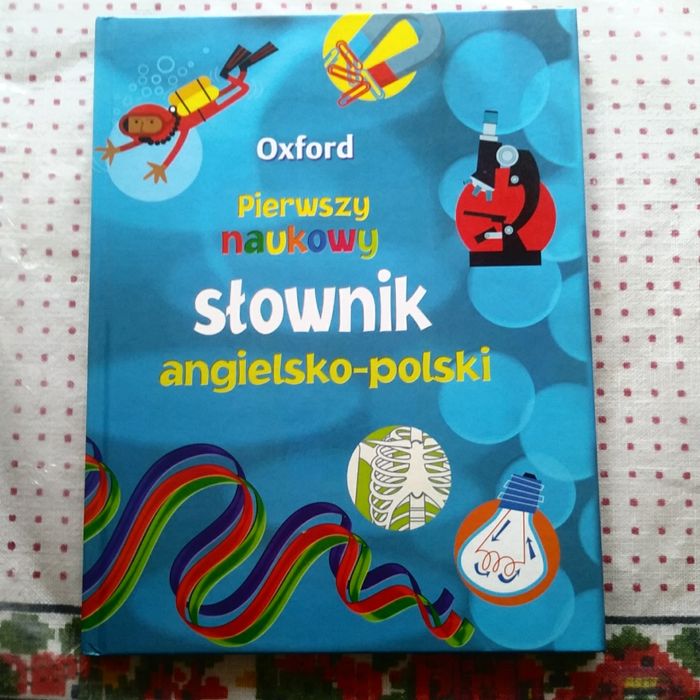 Oxford
Pierwszy
naukowy
słownik
angielsko-polski